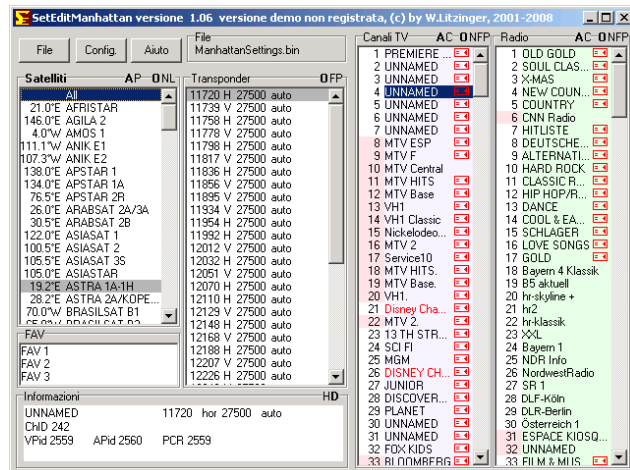 SetEditManhattan versione 1.06 versione demo non registrata, (c) by W.Litzinger, 2001-2008
File
Config.
Aiuto
File
ManhattanSettings.bin
Satelliti AP ONL
All
21.0°E AFRISTAR
146.0°E AGILA 2
4.0°W AMOS 1
111.1°W ANIK E1
107.3°W ANIK E2
138.0°E APSTAR 1
134.0°E APSTAR 1A
76.5°E APSTAR 2R
26.0°E ARABSAT 2A/3A
30.5°E ARABSAT 2B
122.0°E ASIASAT 1
100.5°E ASIASAT 2
105.5°E ASIASAT 3S
105.0°E ASIASTAR
19.2°E ASTRA 1A-1H
28.2°E ASTRA 2A/KOPE...
70.0°W BRASILSAT B1
FAV
FAV 1
FAV 2
FAV 3
Transponder OFP
11720 H 27500 auto
11739 V 27500 auto
11758 H 27500 auto
11778 V 27500 auto
11798 H 27500 auto
11817 V 27500 auto
11836 H 27500 auto
11856 V 27500 auto
11895 V 27500 auto
11934 V 27500 auto
11954 H 27500 auto
11992 H 27500 auto
12012 V 27500 auto
12032 H 27500 auto
12051 V 27500 auto
12070 H 27500 auto
12110 H 27500 auto
12129 V 27500 auto
12148 H 27500 auto
12168 V 27500 auto
12188 H 27500 auto
12207 V 27500 auto
12226 H 27500 auto
Informazioni HD
UNNAMED 11720 hor 27500 auto
ChID 242
VPid 2559 APid 2560 PCR 2559
Canali TV AC ONFP
1 PREMIERE ...
2 UNNAMED
3 UNNAMED
4 UNNAMED
5 UNNAMED
6 UNNAMED
7 UNNAMED
8 MTV ESP
9 MTV F
10 MTV Central
11 MTV HITS
12 MTV Base
13 VH1
14 VH1 Classic
15 Nickelodeo...
16 MTV 2
17 Service10
18 MTV HITS.
19 MTV Base.
20 VH1.
21 Disney Cha...
22 MTV 2.
23 13 TH STR...
24 SCI FI
25 MGM
26 DISNEY CH...
27 JUNIOR
28 DISCOVER...
29 PLANET
30 UNNAMED
31 UNNAMED
32 FOX KIDS
33 BLOOMBERG
Radio AC ONFP
1 OLD GOLD
2 SOUL CLAS...
3 X-MAS
4 NEW COUN...
5 COUNTRY
6 CNN Radio
7 HITLISTE
8 DEUTSCHE...
9 ALTERNATI...
10 HARD ROCK
11 CLASSIC R...
12 HIP HOP/R...
13 DANCE
14 COOL & EA...
15 SCHLAGER
16 LOVE SONGS
17 GOLD
18 Bayern 4 Klassik
19 B5 aktuell
20 hr-skyline +
21 hr2
22 hr-klassik
23 XXL
24 Bayern 1
25 NDR Info
26 NordwestRadio
27 SR 1
28 DLF-Köln
29 DLR-Berlin
30 Österreich 1
31 ESPACE KIOSQ...
32 UNNAMED
33 FILM & MUS...